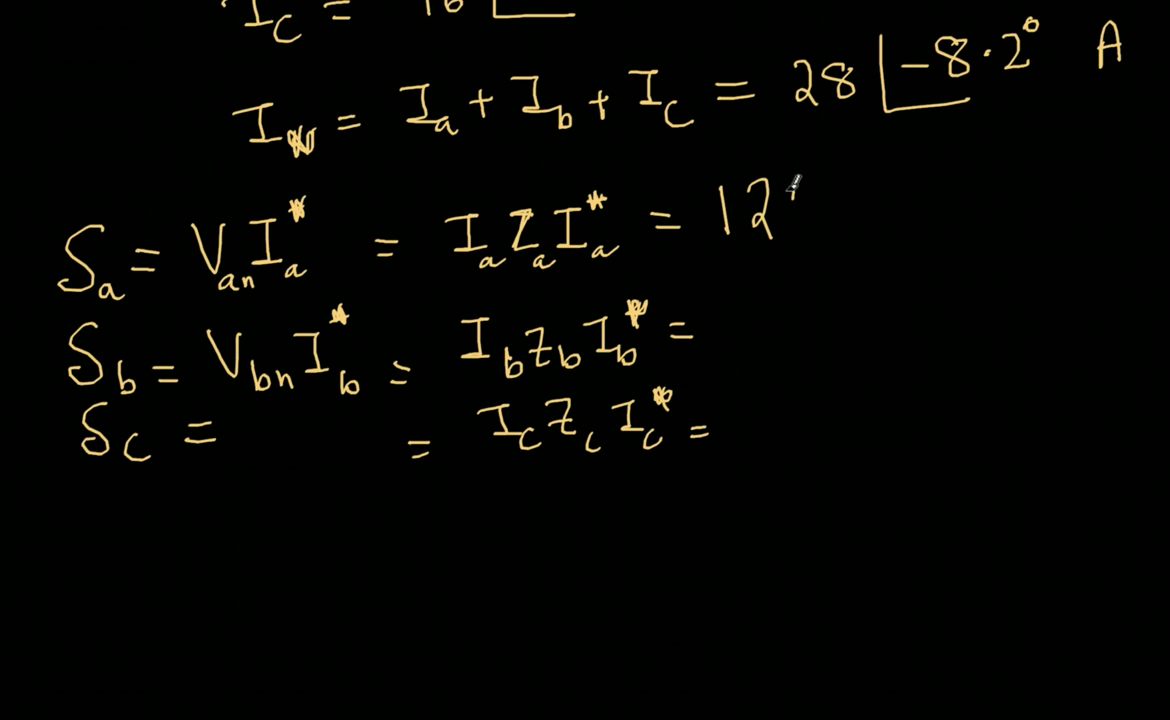 I_C =
I_N = I_a + I_b + I_C = 28 ∠-8.2° A
S_a = V_an I_a^* = I_a Z_a I_a^* = 12
S_b = V_bn I_b^* = I_b Z_b I_b^* =
S_C = = I_C Z_C I_C^* =